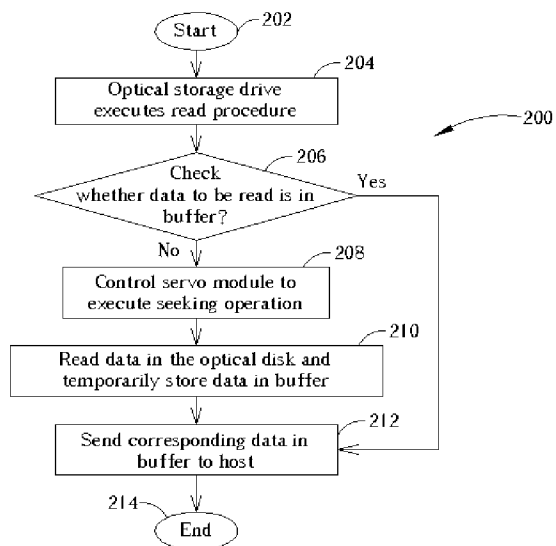 Start
202
Optical storage drive
executes read procedure
204
200
Check
whether data to be read is in
buffer?
206
Yes
No
Control servo module to
execute seeking operation
208
Read data in the optical disk and
temporarily store data in buffer
210
Send corresponding data in
buffer to host
212
214
End